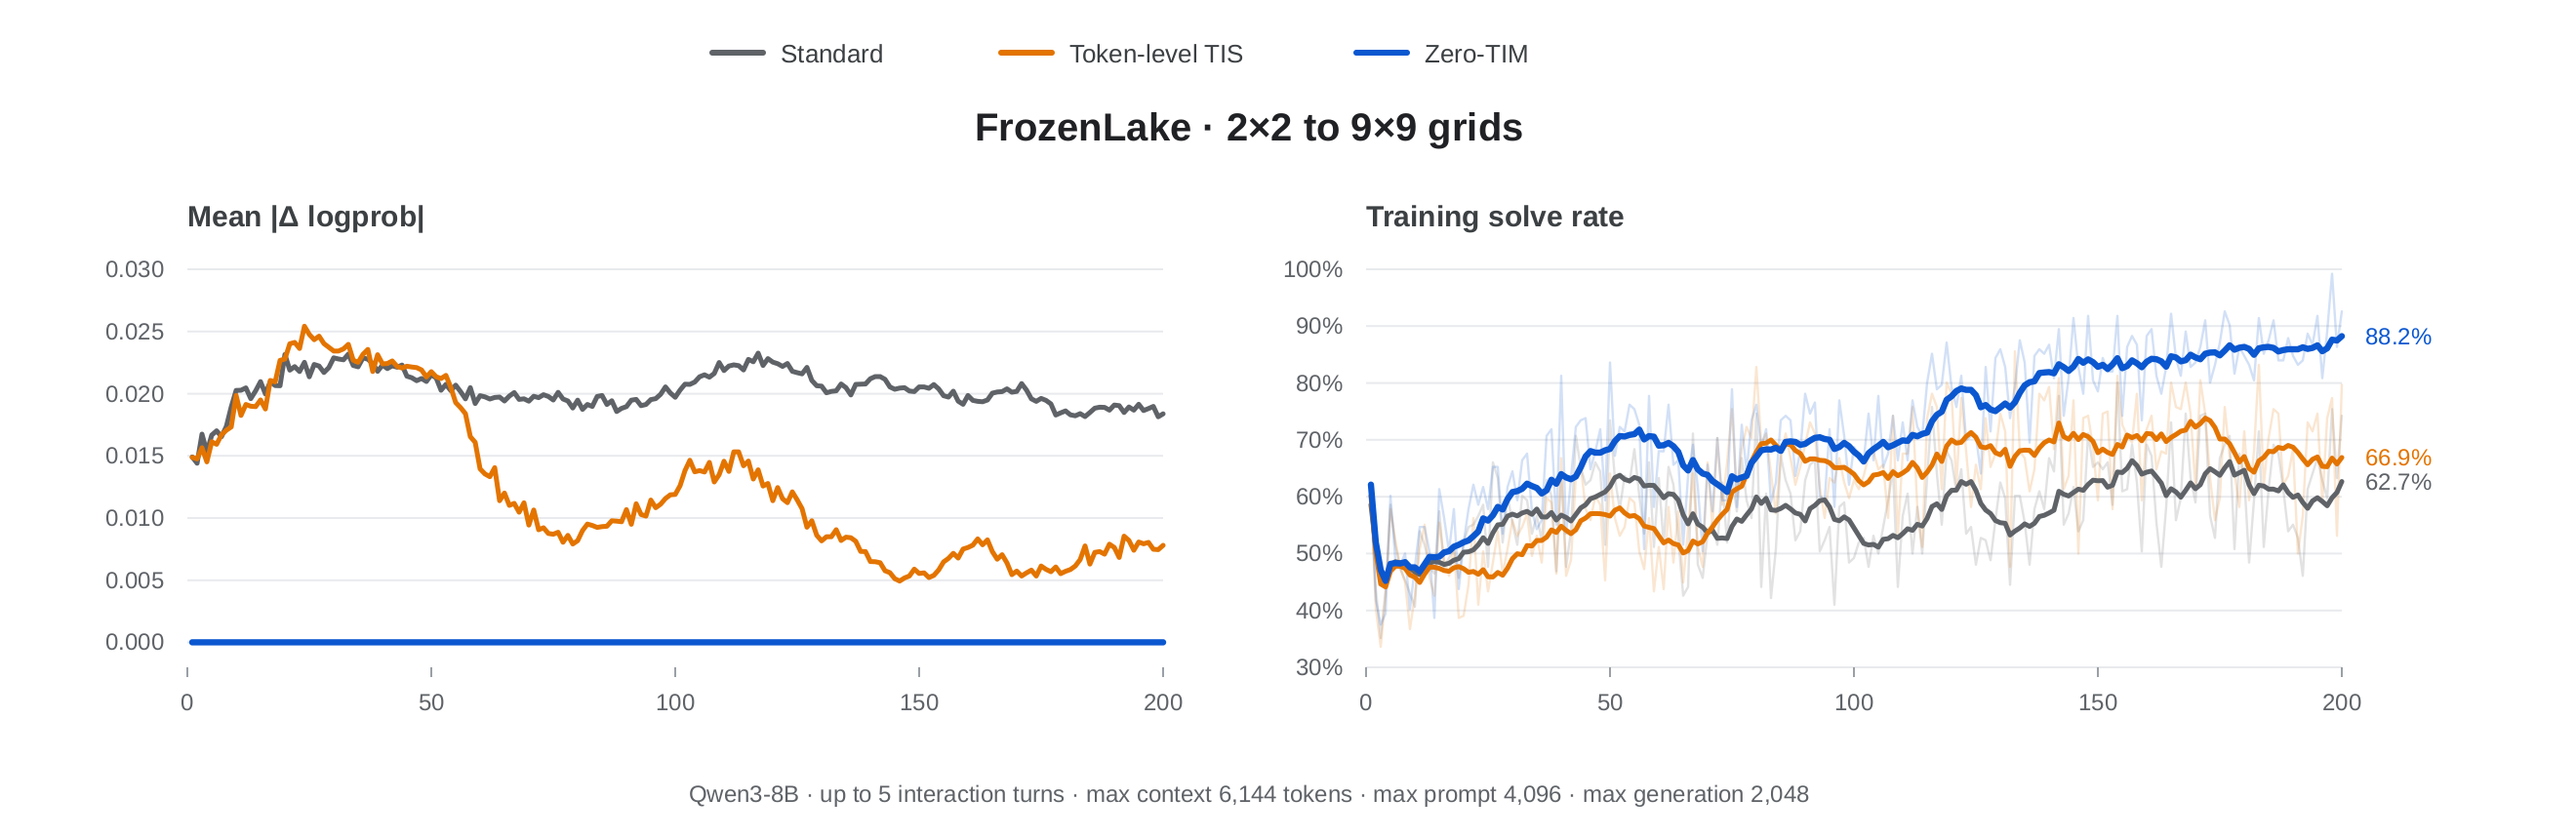 Standard Token-level TIS Zero-TIM
FrozenLake · 2×2 to 9×9 grids
Mean |Δ logprob|
0.030
0.025
0.020
0.015
0.010
0.005
0.000
0 50 100 150 200
Training solve rate
100%
90%
80%
70%
60%
50%
40%
30%
0 50 100 150 200
88.2%
66.9%
62.7%
Qwen3-8B · up to 5 interaction turns · max context 6,144 tokens · max prompt 4,096 · max generation 2,048